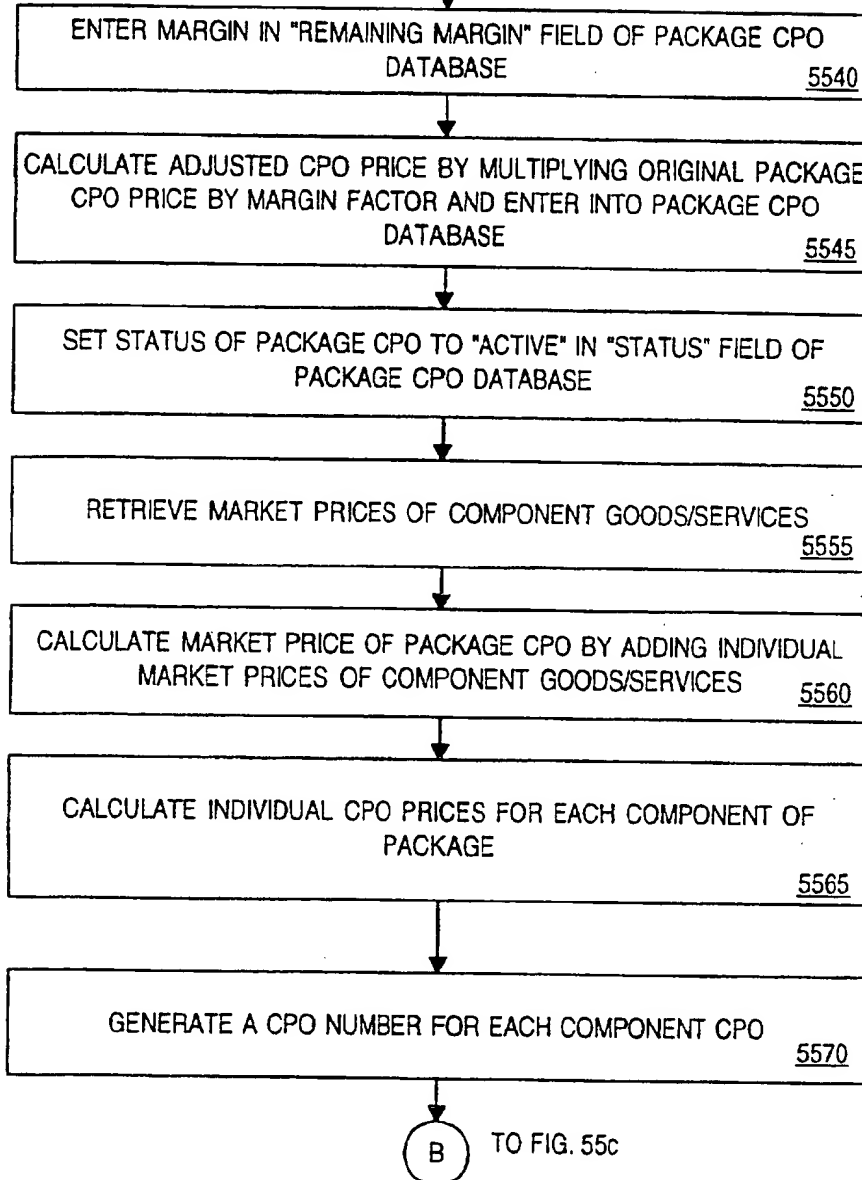 ENTER MARGIN IN "REMAINING MARGIN" FIELD OF PACKAGE CPO
DATABASE
5540
CALCULATE ADJUSTED CPO PRICE BY MULTIPLYING ORIGINAL PACKAGE
CPO PRICE BY MARGIN FACTOR AND ENTER INTO PACKAGE CPO
DATABASE
5545
SET STATUS OF PACKAGE CPO TO "ACTIVE" IN "STATUS" FIELD OF
PACKAGE CPO DATABASE
5550
RETRIEVE MARKET PRICES OF COMPONENT GOODS/SERVICES
5555
CALCULATE MARKET PRICE OF PACKAGE CPO BY ADDING INDIVIDUAL
MARKET PRICES OF COMPONENT GOODS/SERVICES
5560
CALCULATE INDIVIDUAL CPO PRICES FOR EACH COMPONENT OF
PACKAGE
5565
GENERATE A CPO NUMBER FOR EACH COMPONENT CPO
5570
B TO FIG. 55c